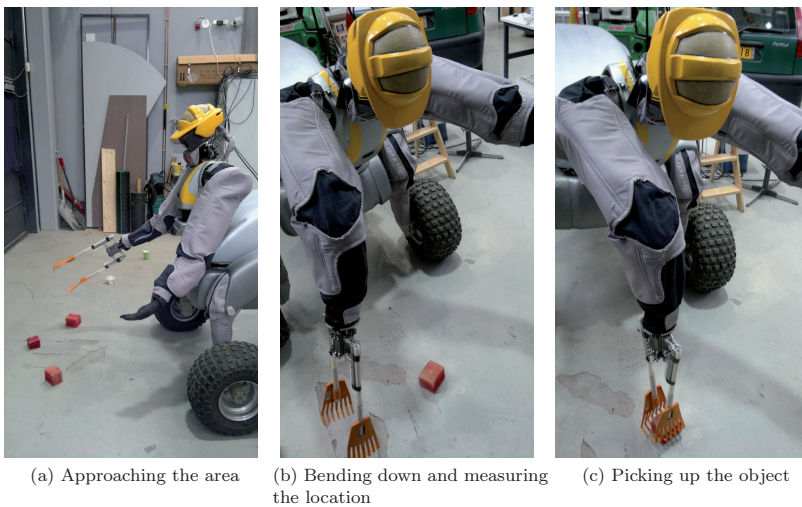 (a) Approaching the area
(b) Bending down and measuring
the location
(c) Picking up the object